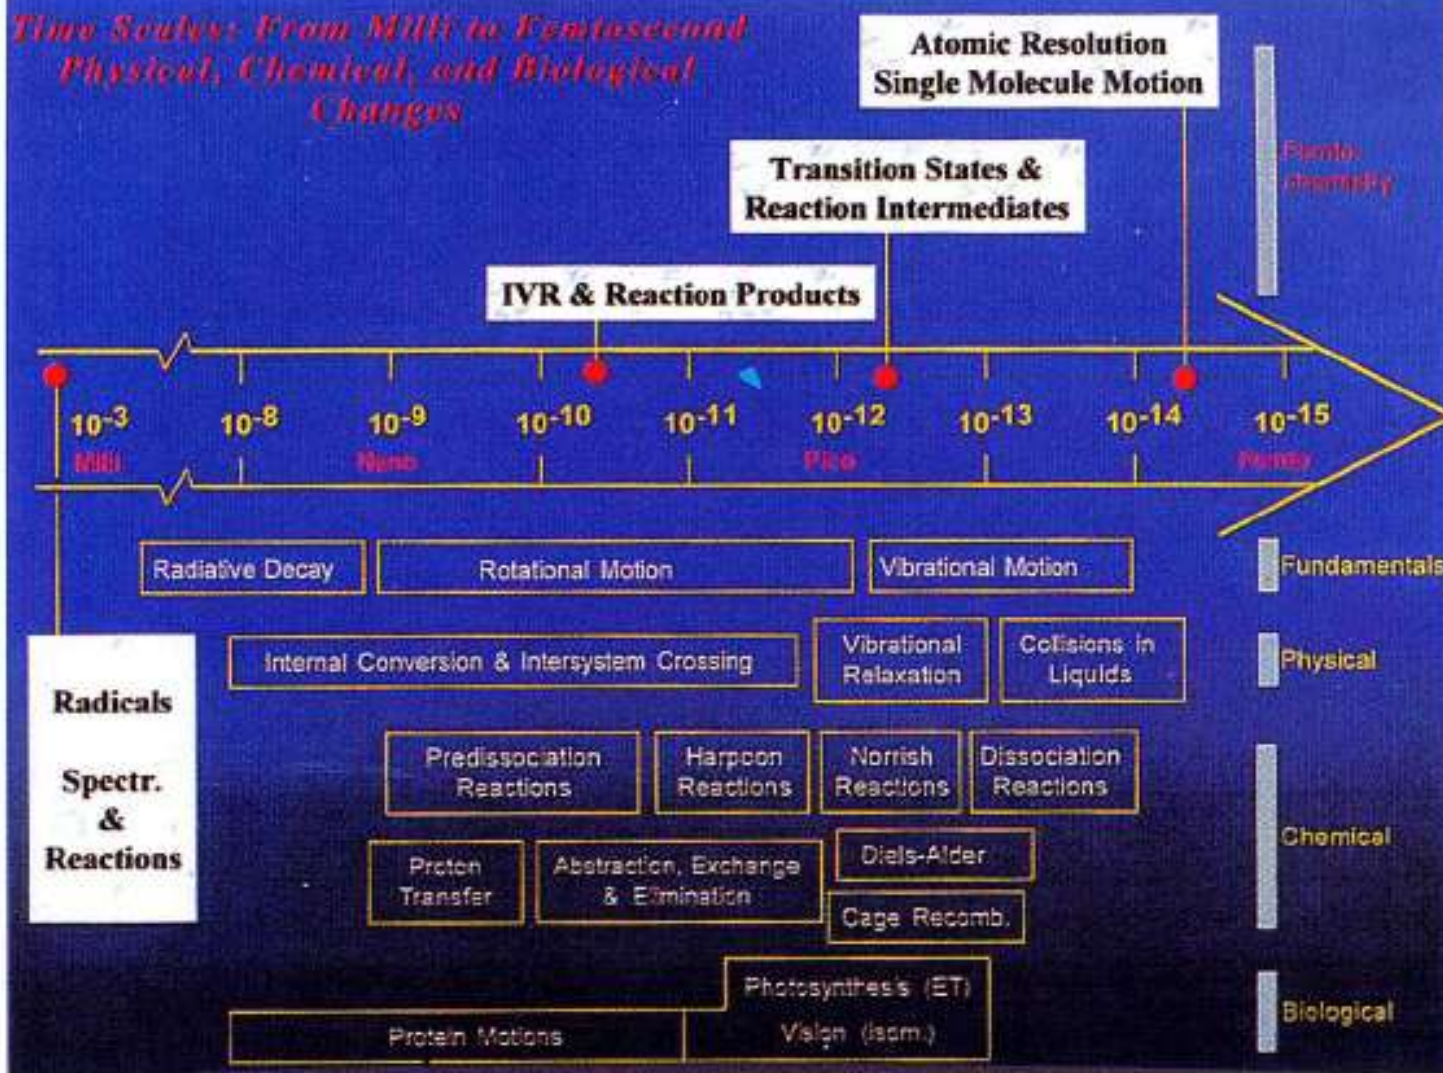 Time Scales: From Milli to Femtosecond
Physical, Chemical, and Biological
Changes
Atomic Resolution
Single Molecule Motion
Femto-
chemistry
Transition States &
Reaction Intermediates
IVR & Reaction Products
10-3 10-8 10-9 10-10 10-11 10-12 10-13 10-14 10-15
Milli Nano Pico Femto
Radiative Decay Rotational Motion Vibrational Motion Fundamentals
Radicals
Spectr.
&
Reactions
Internal Conversion & Intersystem Crossing
Vibrational
Relaxation
Collisions in
Liquids
Physical
Predissociation
Reactions
Harpoon
Reactions
Norrish
Reactions
Dissociation
Reactions
Chemical
Proton
Transfer
Abstraction, Exchange
& Elimination
Diels-Alder
Cage Recomb.
Photosynthesis (ET)
Vision (isom.)
Protein Motions
Biological